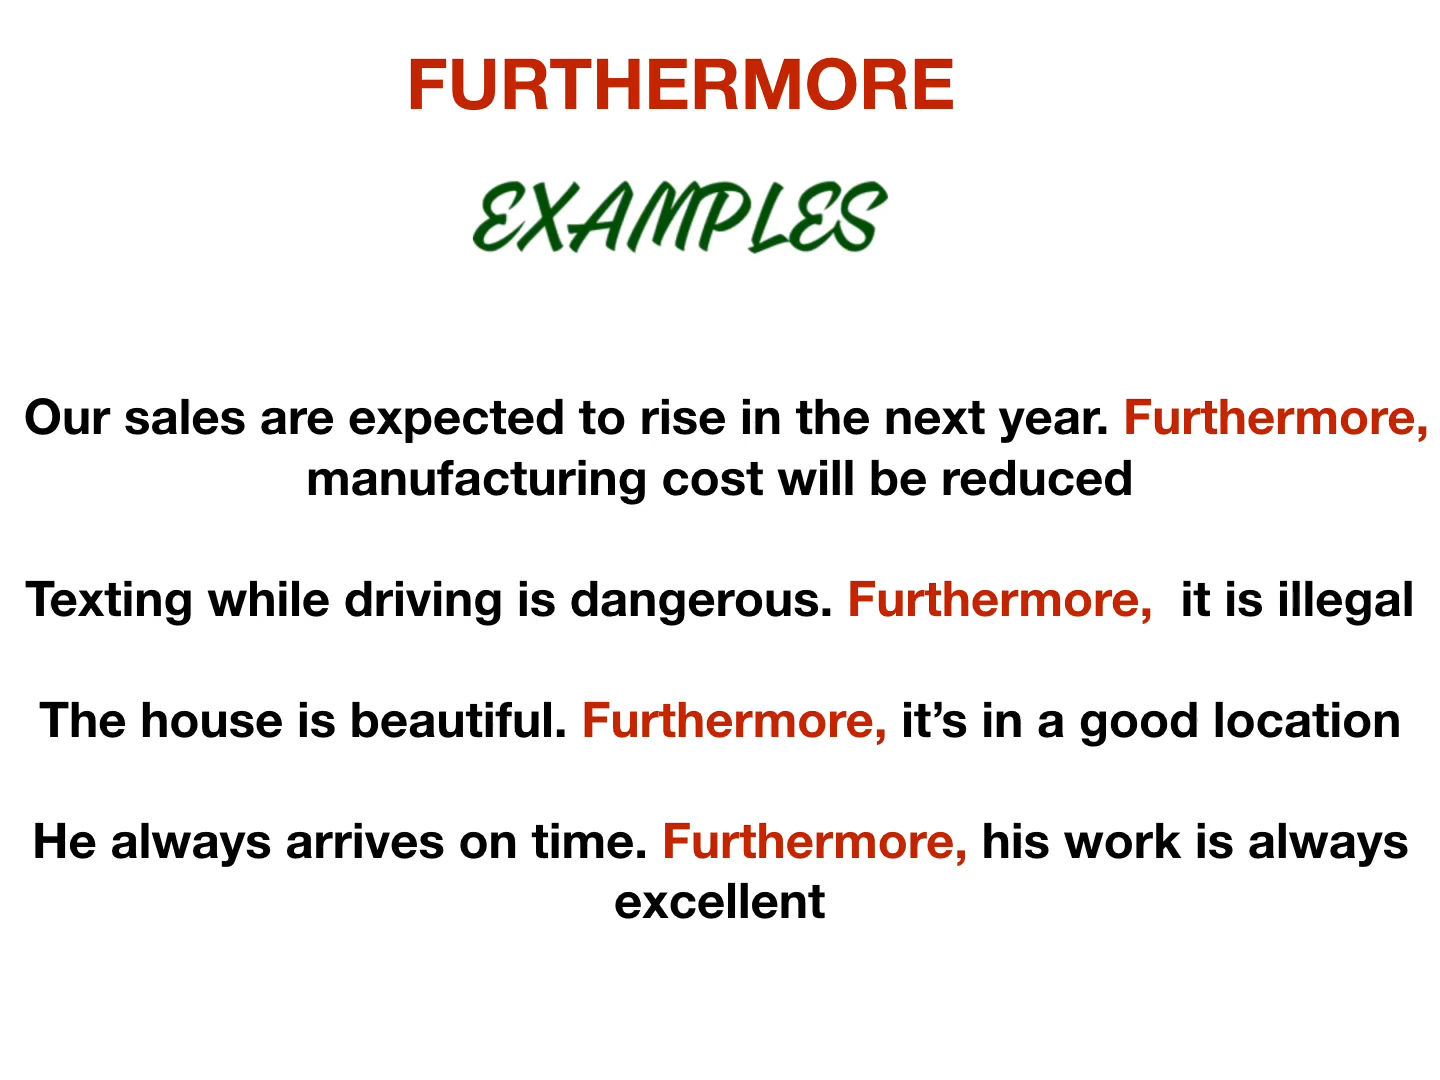 FURTHERMORE
EXAMPLES
Our sales are expected to rise in the next year. Furthermore,
manufacturing cost will be reduced
Texting while driving is dangerous. Furthermore,  it is illegal
The house is beautiful. Furthermore, it’s in a good location
He always arrives on time. Furthermore, his work is always
excellent